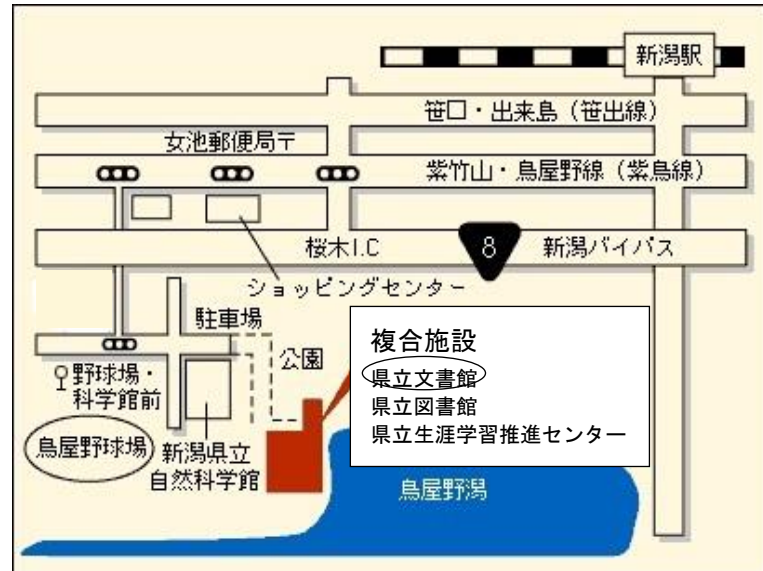 新潟駅
笹口・出来島（笹出線）
女池郵便局〒
紫竹山・鳥屋野線（紫鳥線）
桜木I.C
8
新潟バイパス
ショッピングセンター
駐車場
公園
複合施設
県立文書館
県立図書館
県立生涯学習推進センター
野球場・
科学館前
鳥屋野球場
新潟県立
自然科学館
鳥屋野潟